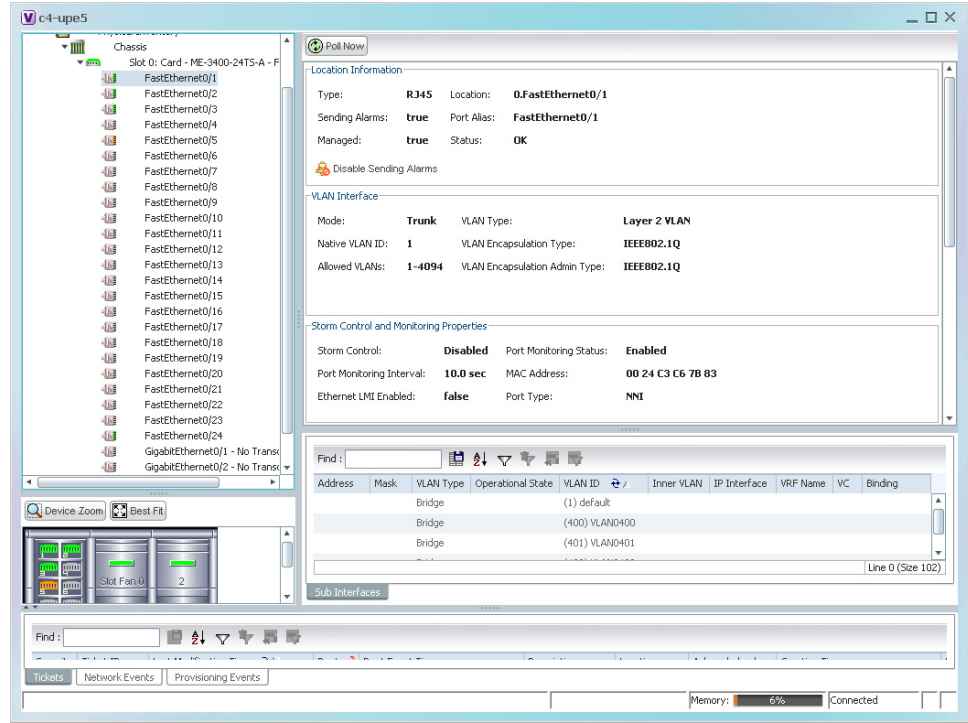 c4-upe5
Chassis
Slot 0: Card - ME-3400-24TS-A - F
FastEthernet0/1
FastEthernet0/2
FastEthernet0/3
FastEthernet0/4
FastEthernet0/5
FastEthernet0/6
FastEthernet0/7
FastEthernet0/8
FastEthernet0/9
FastEthernet0/10
FastEthernet0/11
FastEthernet0/12
FastEthernet0/13
FastEthernet0/14
FastEthernet0/15
FastEthernet0/16
FastEthernet0/17
FastEthernet0/18
FastEthernet0/19
FastEthernet0/20
FastEthernet0/21
FastEthernet0/22
FastEthernet0/23
FastEthernet0/24
GigabitEthernet0/1 - No Transc
GigabitEthernet0/2 - No Transc
Device Zoom Best Fit
Slot Fan 0 2
Poll Now
Location Information
Type: RJ45 Location: 0.FastEthernet0/1
Sending Alarms: true Port Alias: FastEthernet0/1
Managed: true Status: OK
Disable Sending Alarms
VLAN Interface
Mode: Trunk VLAN Type: Layer 2 VLAN
Native VLAN ID: 1 VLAN Encapsulation Type: IEEE802.1Q
Allowed VLANs: 1-4094 VLAN Encapsulation Admin Type: IEEE802.1Q
Storm Control and Monitoring Properties
Storm Control: Disabled Port Monitoring Status: Enabled
Port Monitoring Interval: 10.0 sec MAC Address: 00 24 C3 C6 7B 83
Ethernet LMI Enabled: false Port Type: NNI
Find :
Address Mask VLAN Type Operational State VLAN ID Inner VLAN IP Interface VRF Name VC Binding
Bridge (1) default
Bridge (400) VLAN0400
Bridge (401) VLAN0401
Line 0 (Size 102)
Sub Interfaces
Find :
Tickets Network Events Provisioning Events
Memory: 6% Connected